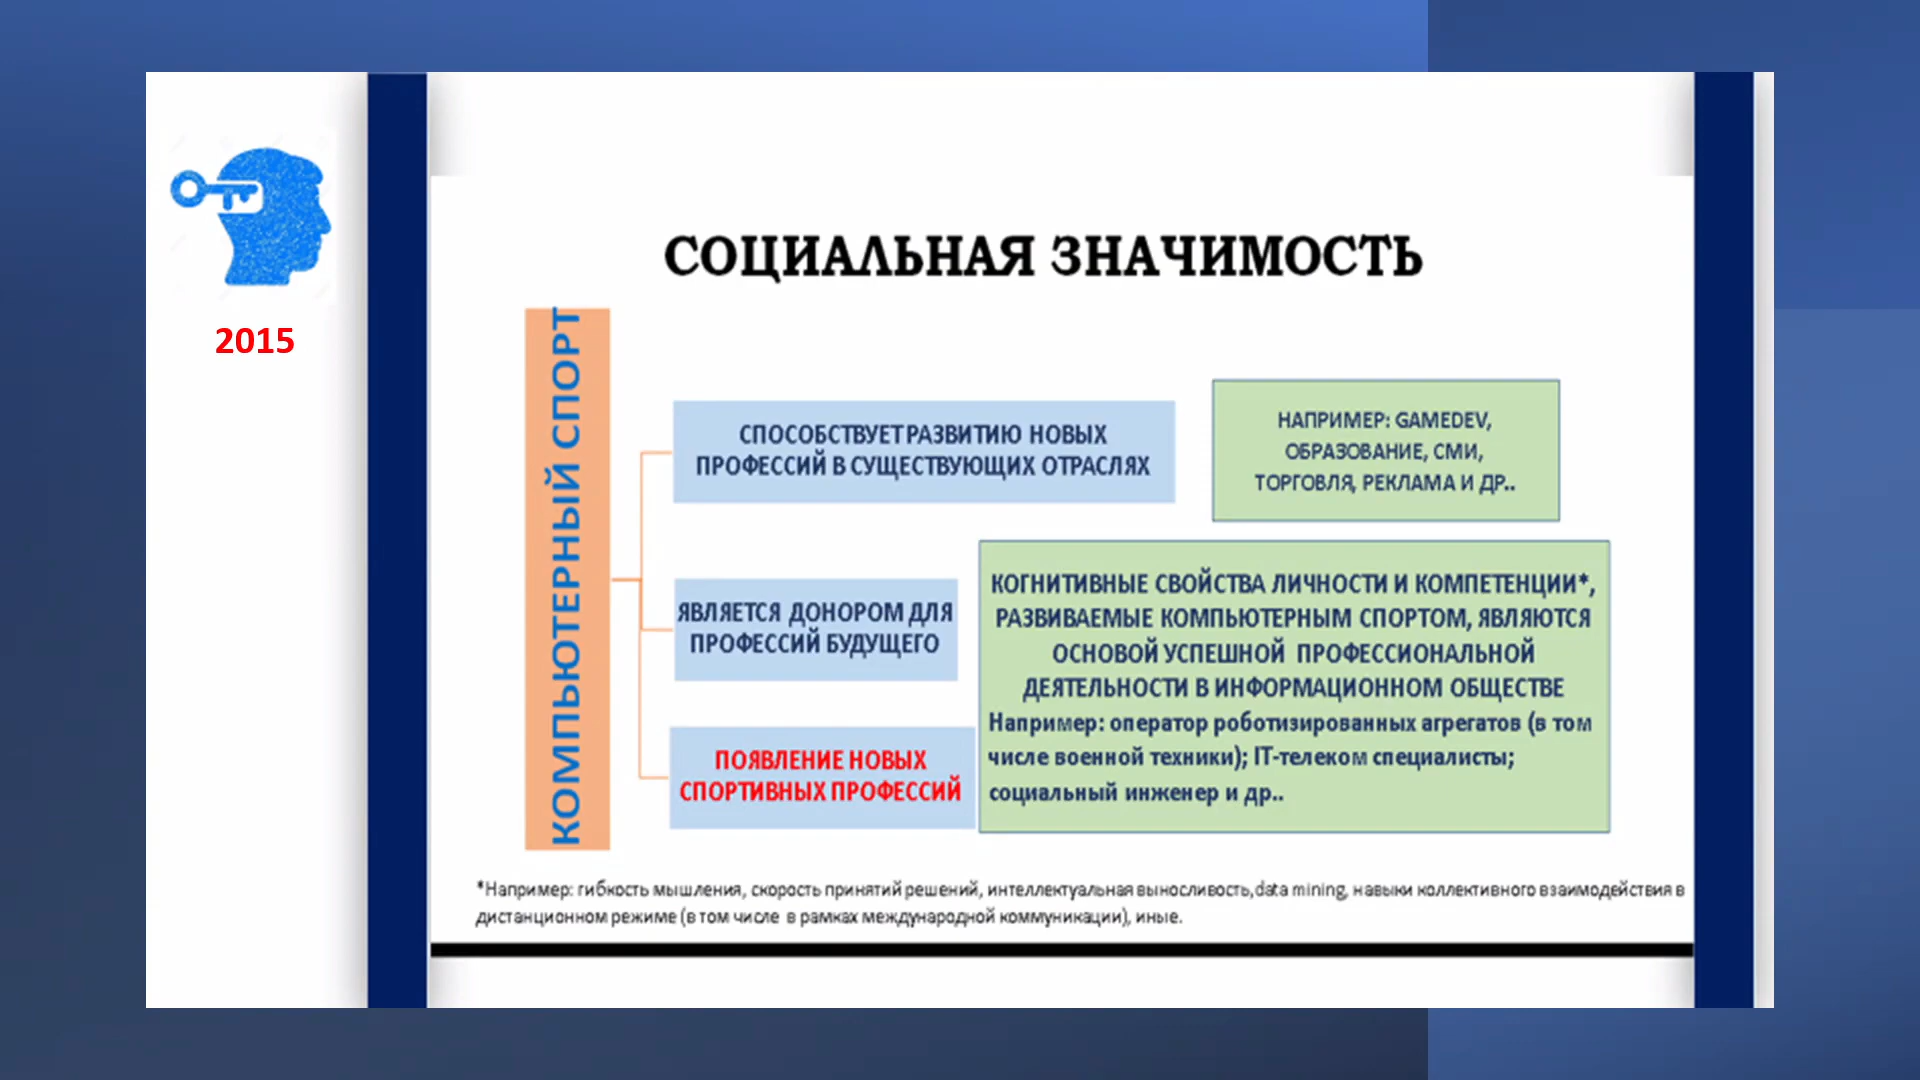 2015
СОЦИАЛЬНАЯ ЗНАЧИМОСТЬ
КОМПЬЮТЕРНЫЙ СПОРТ
СПОСОБСТВУЕТ РАЗВИТИЮ НОВЫХ
ПРОФЕССИЙ В СУЩЕСТВУЮЩИХ ОТРАСЛЯХ
НАПРИМЕР: GAMEDEV,
ОБРАЗОВАНИЕ, СМИ,
ТОРГОВЛЯ, РЕКЛАМА И ДР..
ЯВЛЯЕТСЯ ДОНОРОМ ДЛЯ
ПРОФЕССИЙ БУДУЩЕГО
КОГНИТИВНЫЕ СВОЙСТВА ЛИЧНОСТИ И КОМПЕТЕНЦИИ*,
РАЗВИВАЕМЫЕ КОМПЬЮТЕРНЫМ СПОРТОМ, ЯВЛЯЮТСЯ
ОСНОВОЙ УСПЕШНОЙ ПРОФЕССИОНАЛЬНОЙ
ДЕЯТЕЛЬНОСТИ В ИНФОРМАЦИОННОМ ОБЩЕСТВЕ
Например: оператор роботизированных агрегатов (в том
числе военной техники); IT-телеком специалисты;
социальный инженер и др..
ПОЯВЛЕНИЕ НОВЫХ
СПОРТИВНЫХ ПРОФЕССИЙ
*Например: гибкость мышления, скорость принятий решений, интеллектуальная выносливость,data mining, навыки коллективного взаимодействия в
дистанционном режиме (в том числе в рамках международной коммуникации), иные.